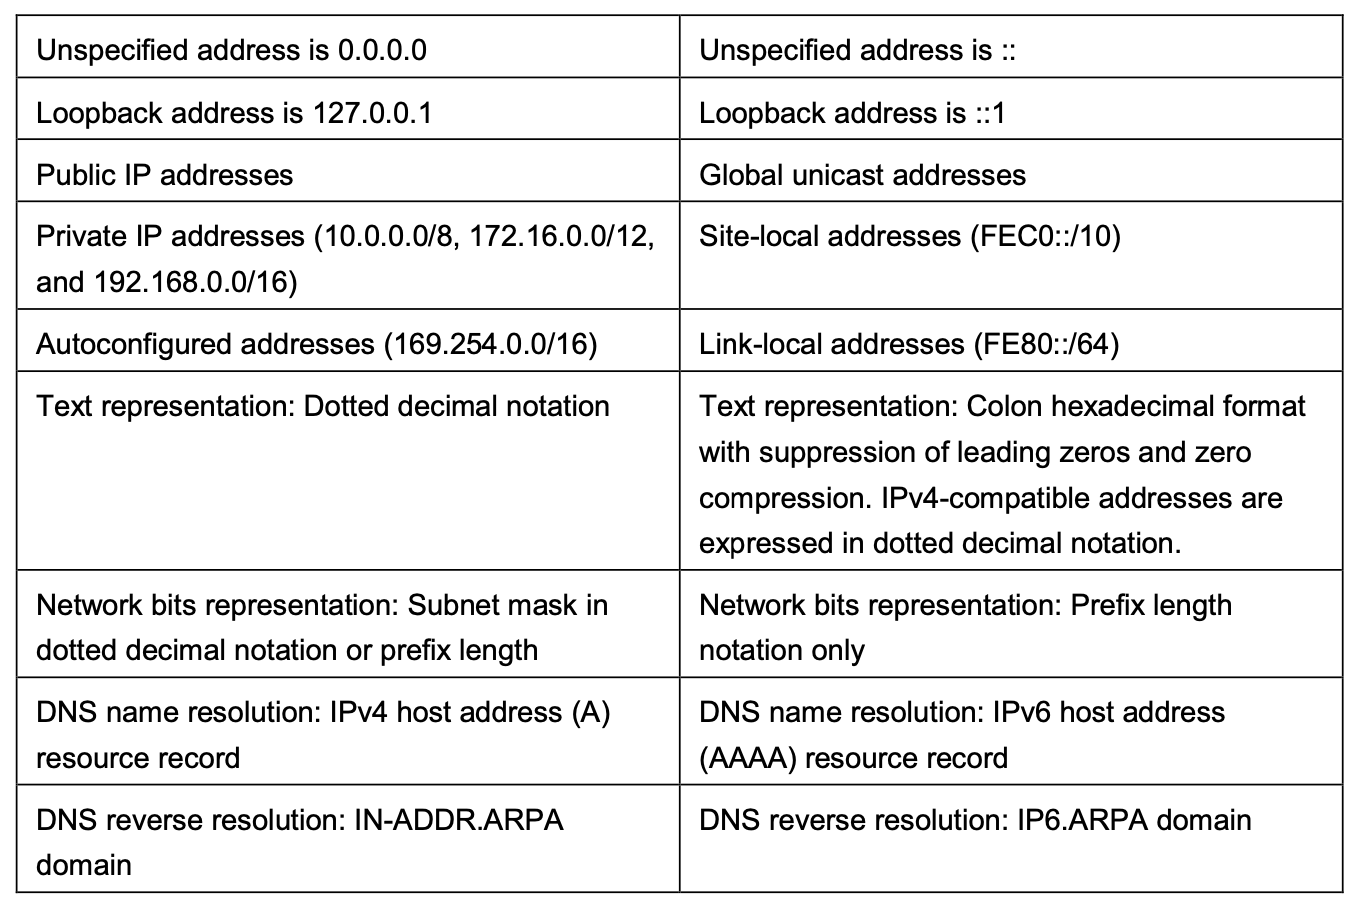 Unspecified address is 0.0.0.0
Unspecified address is ::
Loopback address is 127.0.0.1
Loopback address is ::1
Public IP addresses
Global unicast addresses
Private IP addresses (10.0.0.0/8, 172.16.0.0/12,
and 192.168.0.0/16)
Site-local addresses (FEC0::/10)
Autoconfigured addresses (169.254.0.0/16)
Link-local addresses (FE80::/64)
Text representation: Dotted decimal notation
Text representation: Colon hexadecimal format
with suppression of leading zeros and zero
compression. IPv4-compatible addresses are
expressed in dotted decimal notation.
Network bits representation: Subnet mask in
dotted decimal notation or prefix length
Network bits representation: Prefix length
notation only
DNS name resolution: IPv4 host address (A)
resource record
DNS name resolution: IPv6 host address
(AAAA) resource record
DNS reverse resolution: IN-ADDR.ARPA
domain
DNS reverse resolution: IP6.ARPA domain